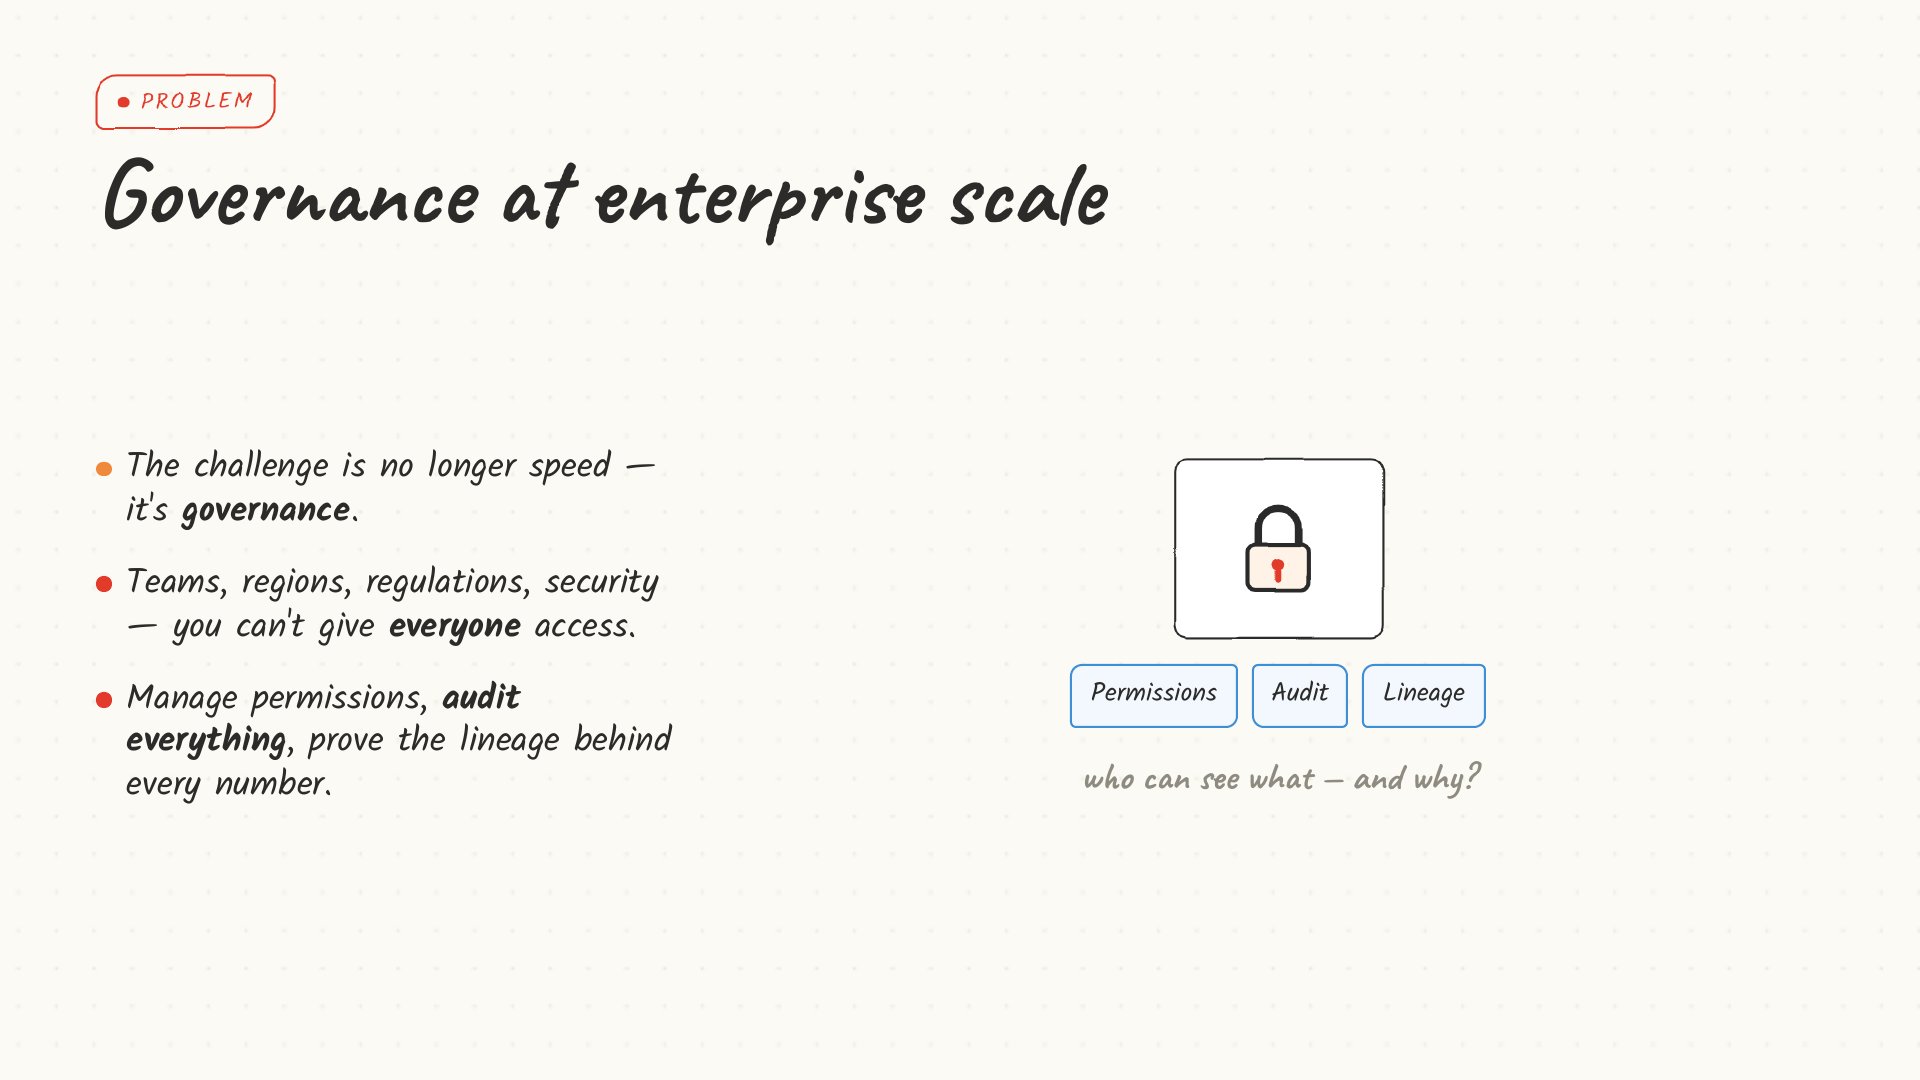 PROBLEM
Governance at enterprise scale
The challenge is no longer speed —
it's governance.
Teams, regions, regulations, security
— you can't give everyone access.
Manage permissions, audit
everything, prove the lineage behind
every number.
Permissions
Audit
Lineage
who can see what — and why?